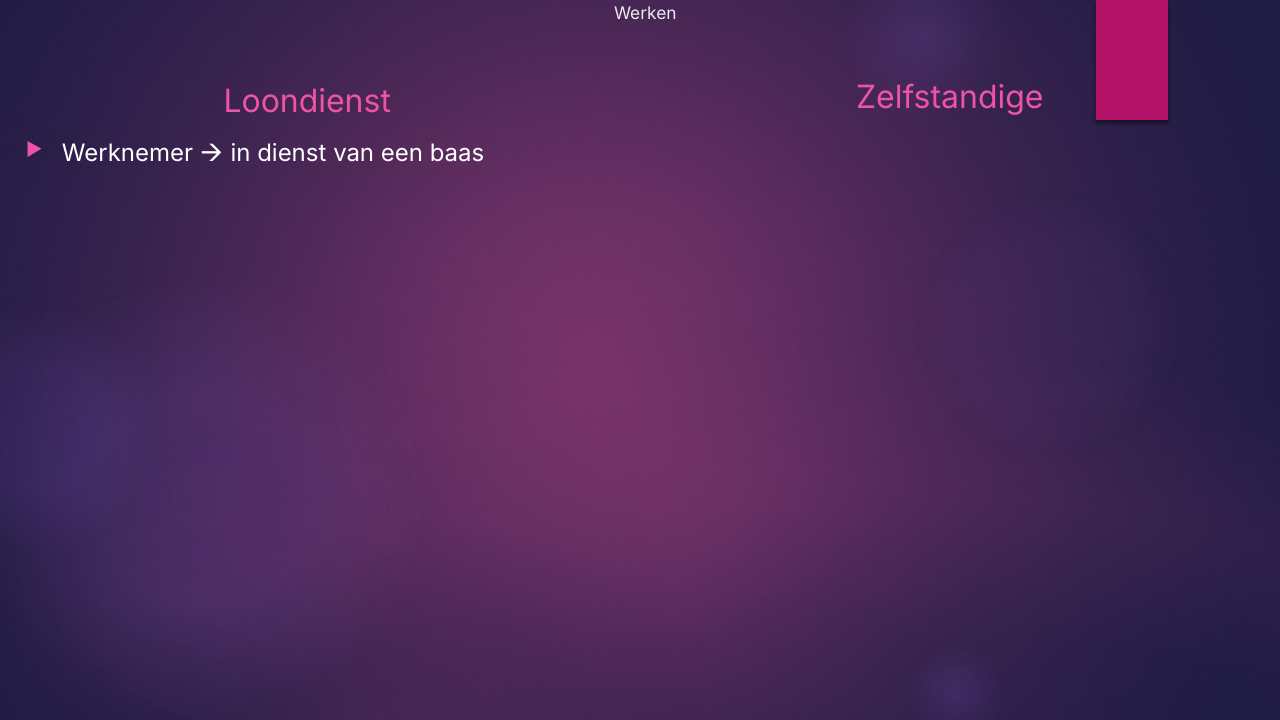 Werken
Loondienst
Zelfstandige
Werknemer → in dienst van een baas